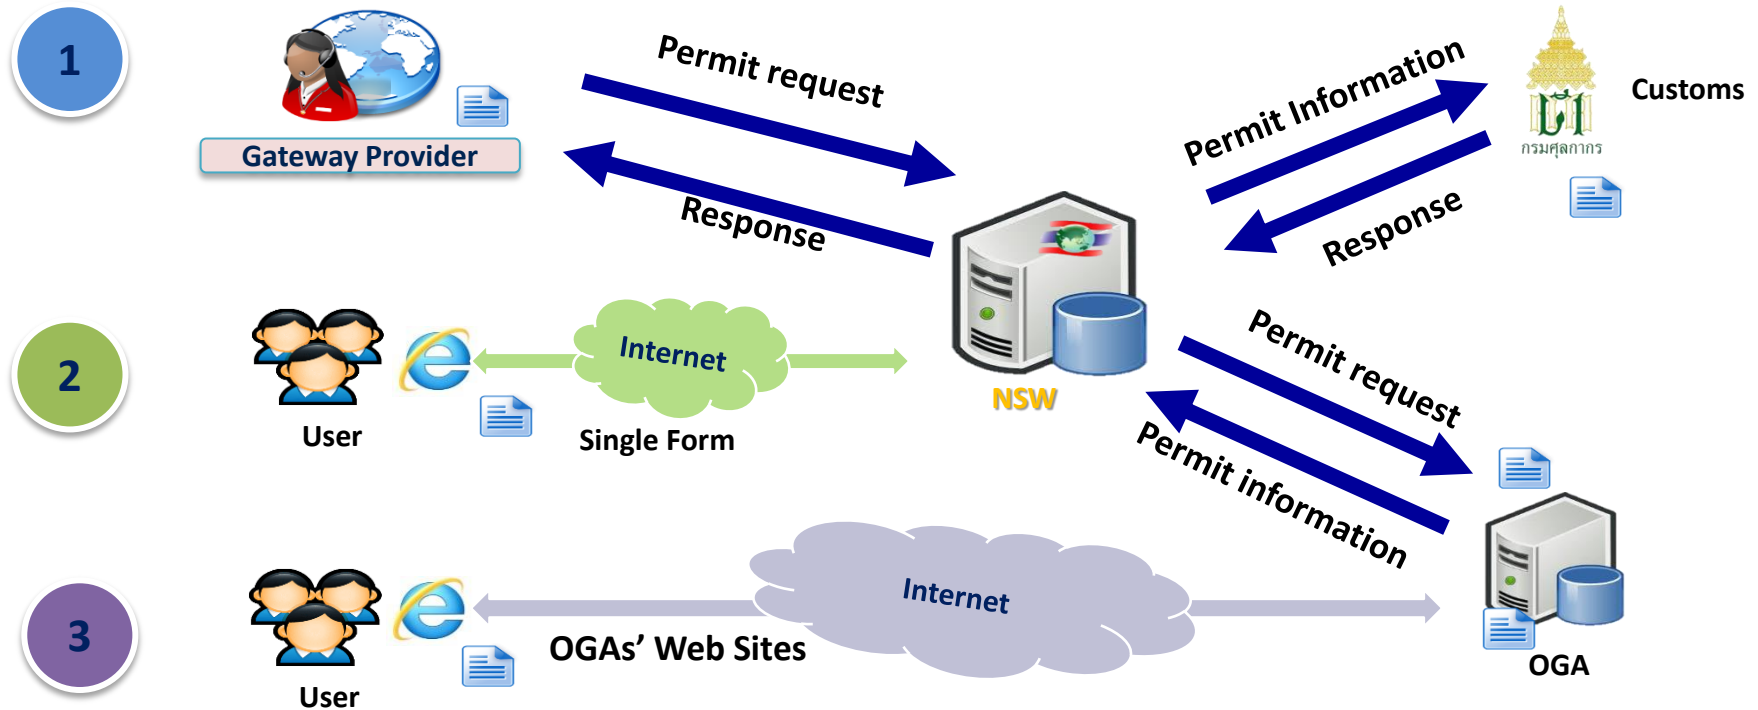 1
Gateway Provider
Permit request
Response
Permit Information
Response
Customs
กรมศุลกากร
2
User
Internet
Single Form
NSW
Permit request
Permit information
3
User
OGAs’ Web Sites
Internet
OGA